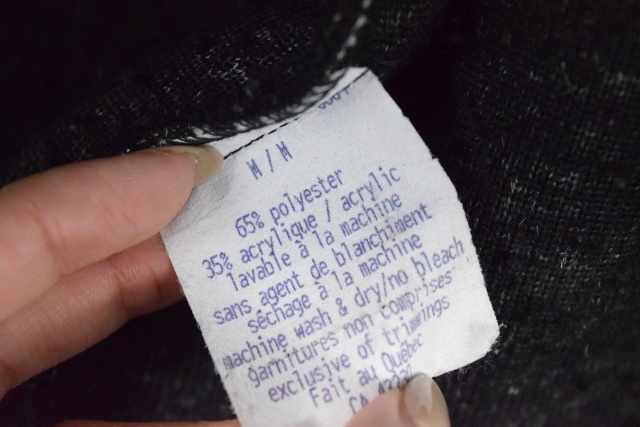 M/M
65% polyester
35% acrylique / acrylic
lavable à la machine
sans agent de blanchiment
séchage à la machine
machine wash & dry/no bleach
garnitures non comprises
exclusive of trimmings
Fait au Québec
CA